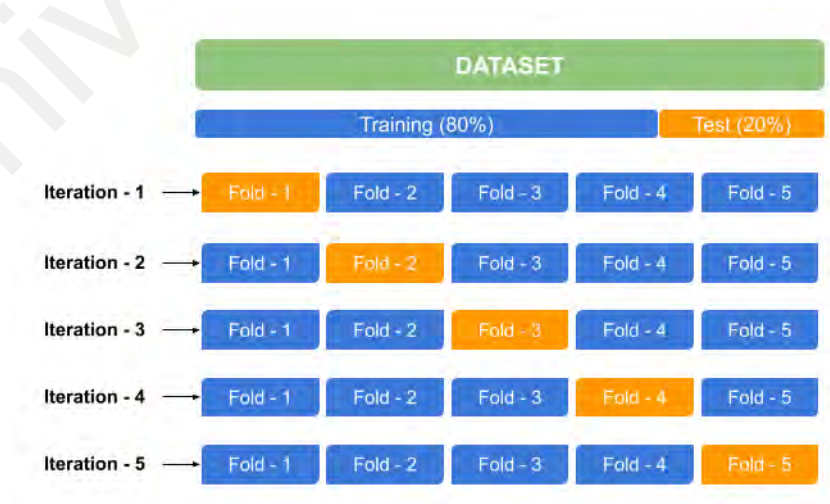 DATASET
Training (80%) Test (20%)
Iteration - 1 Fold - 1 Fold - 2 Fold - 3 Fold - 4 Fold - 5
Iteration - 2 Fold - 1 Fold - 2 Fold - 3 Fold - 4 Fold - 5
Iteration - 3 Fold - 1 Fold - 2 Fold - 3 Fold - 4 Fold - 5
Iteration - 4 Fold - 1 Fold - 2 Fold - 3 Fold - 4 Fold - 5
Iteration - 5 Fold - 1 Fold - 2 Fold - 3 Fold - 4 Fold - 5